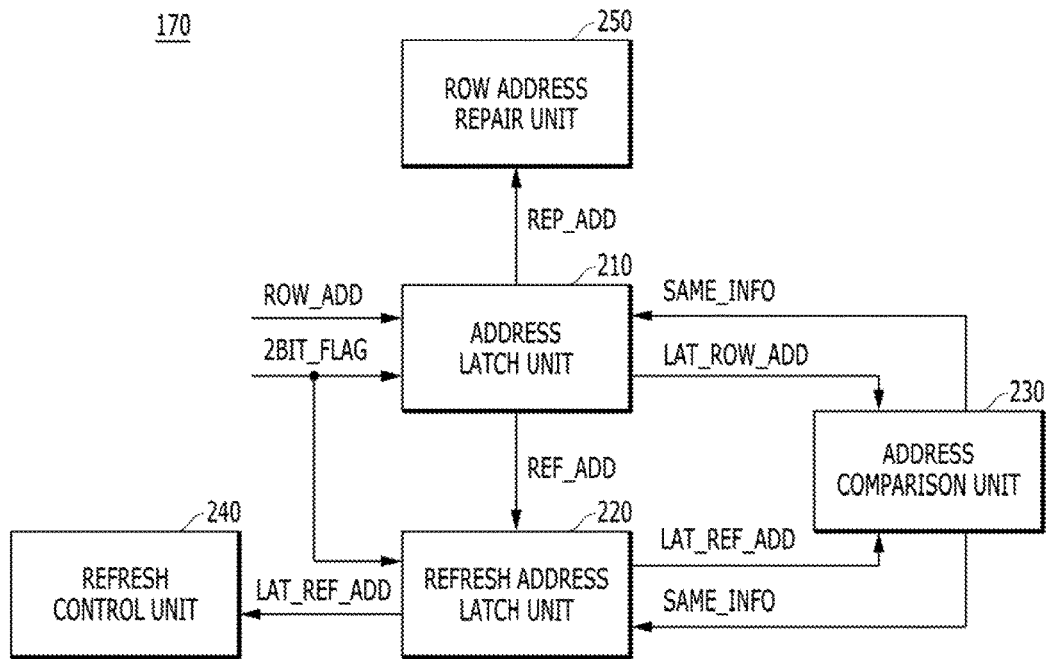 170
250
ROW ADDRESS
REPAIR UNIT
REP_ADD
210
ROW_ADD
SAME_INFO
ADDRESS
LATCH UNIT
2BIT_FLAG
LAT_ROW_ADD
230
ADDRESS
COMPARISON UNIT
REF_ADD
240
220
LAT_REF_ADD
REFRESH
CONTROL UNIT
LAT_REF_ADD
REFRESH ADDRESS
LATCH UNIT
SAME_INFO